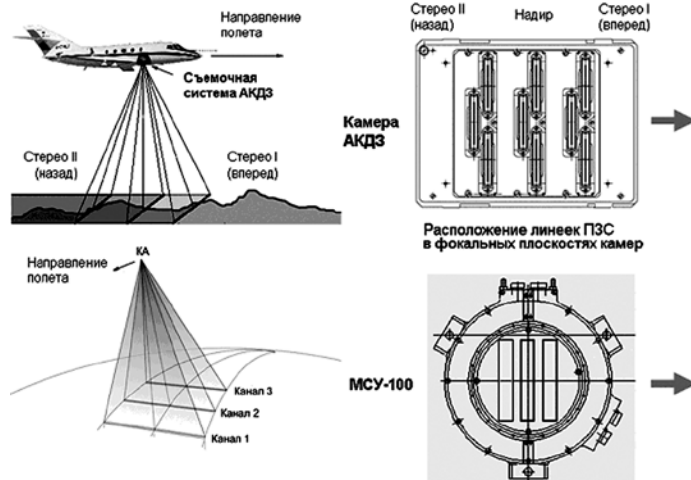 Направление
полета
Съемочная
система АКДЗ
Стерео II
(назад)
Стерео I
(вперед)
Стерео II
(назад)
Надир
Стерео I
(вперед)
Камера
АКДЗ
Расположение линеек ПЗС
в фокальных плоскостях камер
Направление
полета
КА
Канал 3
Канал 2
Канал 1
МСУ-100